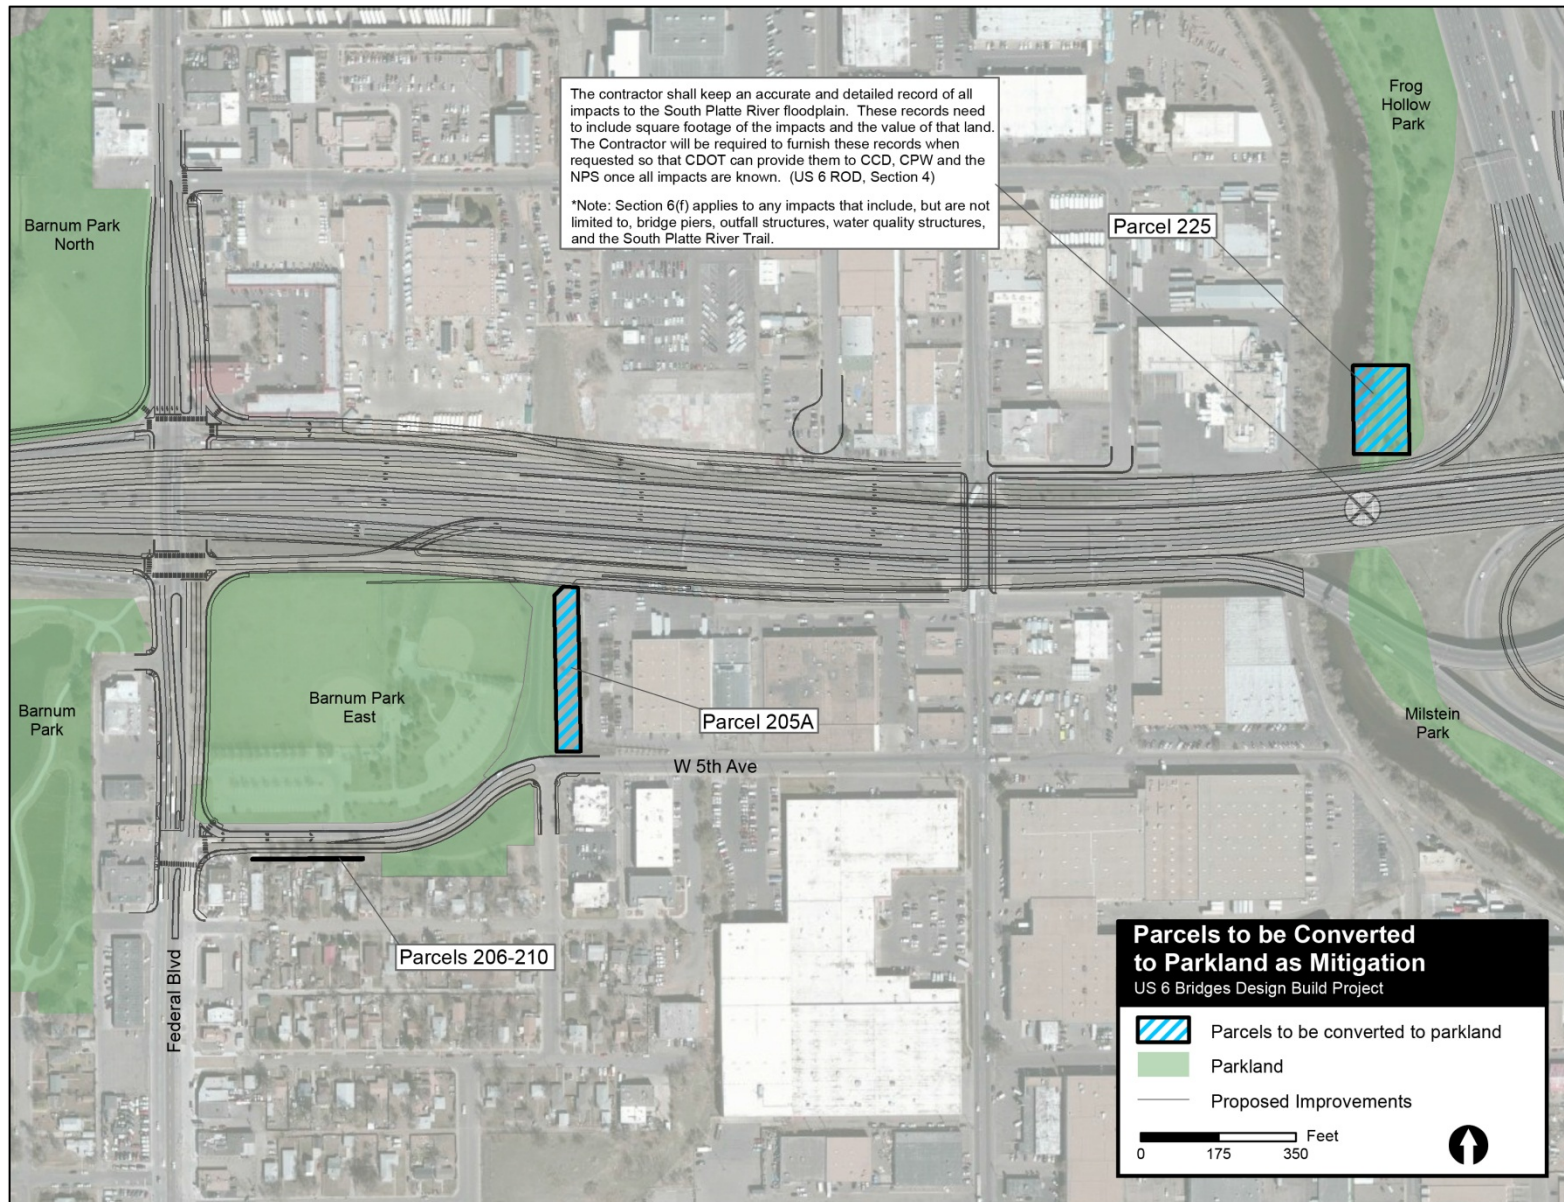 The contractor shall keep an accurate and detailed record of all
impacts to the South Platte River floodplain.  These records need
to include square footage of the impacts and the value of that land.
The Contractor will be required to furnish these records when
requested so that CDOT can provide them to CCD, CPW and the
NPS once all impacts are known.  (US 6 ROD, Section 4)
*Note: Section 6(f) applies to any impacts that include, but are not
limited to, bridge piers, outfall structures, water quality structures,
and the South Platte River Trail.
Frog
Hollow
Park
Barnum Park
North
Parcel 225
Barnum Park
East
Barnum
Park
Parcel 205A
Milstein
Park
W 5th Ave
Parcels 206-210
Federal Blvd
Parcels to be Converted
to Parkland as Mitigation
US 6 Bridges Design Build Project
Parcels to be converted to parkland
Parkland
Proposed Improvements
Feet
0 175 350